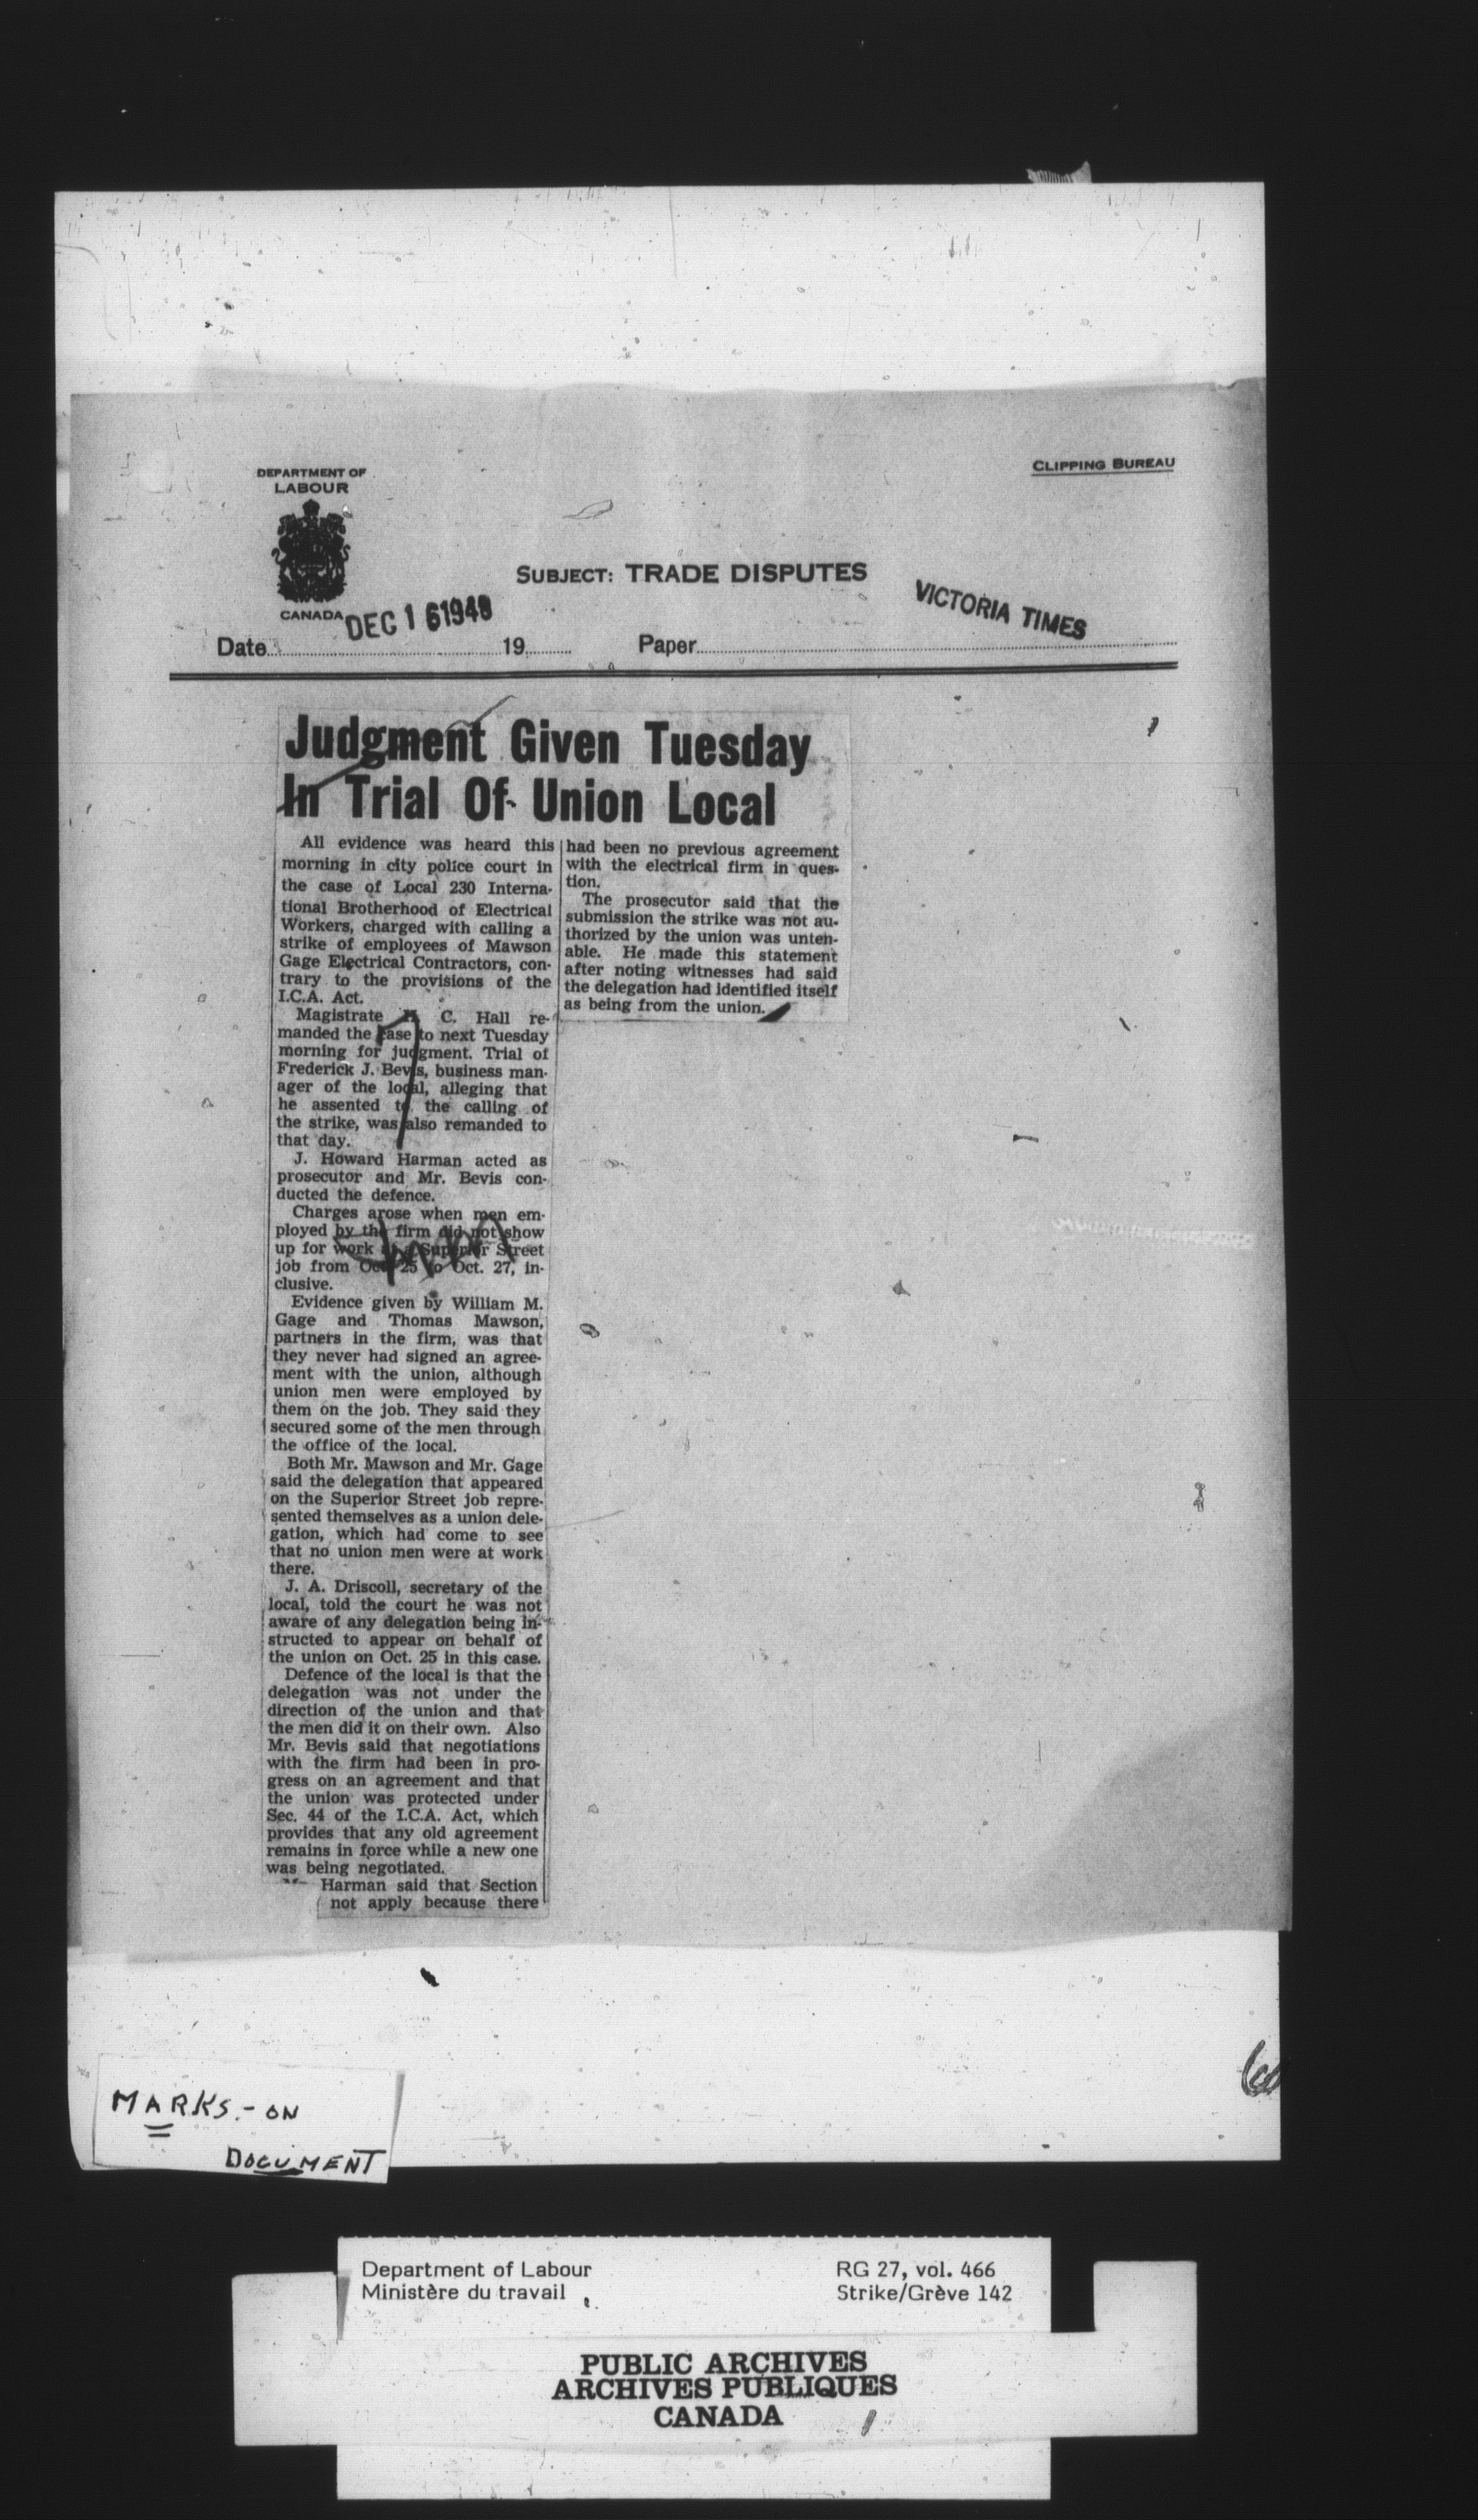 DEPARTMENT OF
LABOUR
CANADA
CLIPPING BUREAU
SUBJECT: TRADE DISPUTES
DEC 16 1948
VICTORIA TIMES
Date 19
Paper
Judgment Given Tuesday
In Trial Of Union Local
All evidence was heard this
morning in city police court in
the case of Local 230 Interna-
tional Brotherhood of Electrical
Workers, charged with calling a
strike of employees of Mawson
Gage Electrical Contractors, con-
trary to the provisions of the
I.C.A. Act.
Magistrate C. Hall re-
manded the case to next Tuesday
morning for judgment. Trial of
Frederick J. Bevis, business man-
ager of the local, alleging that
he assented to the calling of
the strike, was also remanded to
that day.
J. Howard Harman acted as
prosecutor and Mr. Bevis con-
ducted the defence.
Charges arose when men em-
ployed by the firm did not show
up for work at a Superior Street
job from Oct. 25 to Oct. 27, in-
clusive.
Evidence given by William M.
Gage and Thomas Mawson,
partners in the firm, was that
they never had signed an agree-
ment with the union, although
union men were employed by
them on the job. They said they
secured some of the men through
the office of the local.
Both Mr. Mawson and Mr. Gage
said the delegation that appeared
on the Superior Street job repre-
sented themselves as a union dele-
gation, which had come to see
that no union men were at work
there.
J. A. Driscoll, secretary of the
local, told the court he was not
aware of any delegation being in-
structed to appear on behalf of
the union on Oct. 25 in this case.
Defence of the local is that the
delegation was not under the
direction of the union and that
the men did it on their own. Also
Mr. Bevis said that negotiations
with the firm had been in pro-
gress on an agreement and that
the union was protected under
Sec. 44 of the I.C.A. Act, which
provides that any old agreement
remains in force while a new one
was being negotiated.
Harman said that Section
not apply because there
had been no previous agreement
with the electrical firm in ques-
tion.
The prosecutor said that the
submission the strike was not au-
thorized by the union was unten-
able. He made this statement
after noting witnesses had said
the delegation had identified itself
as being from the union.
MARKS - ON
DOCUMENT
Department of Labour
Ministère du travail
RG 27, vol. 466
Strike/Grève 142
PUBLIC ARCHIVES
ARCHIVES PUBLIQUES
CANADA